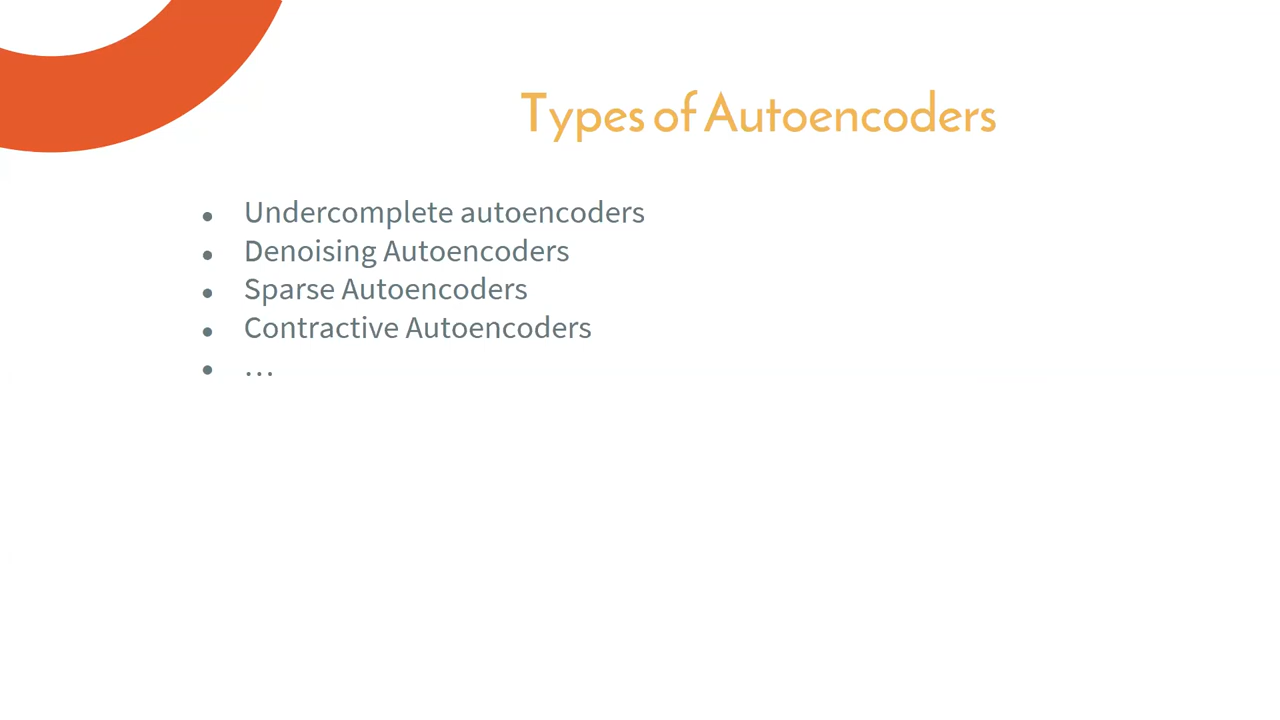 Types of Autoencoders
● Undercomplete autoencoders
● Denoising Autoencoders
● Sparse Autoencoders
● Contractive Autoencoders
● …